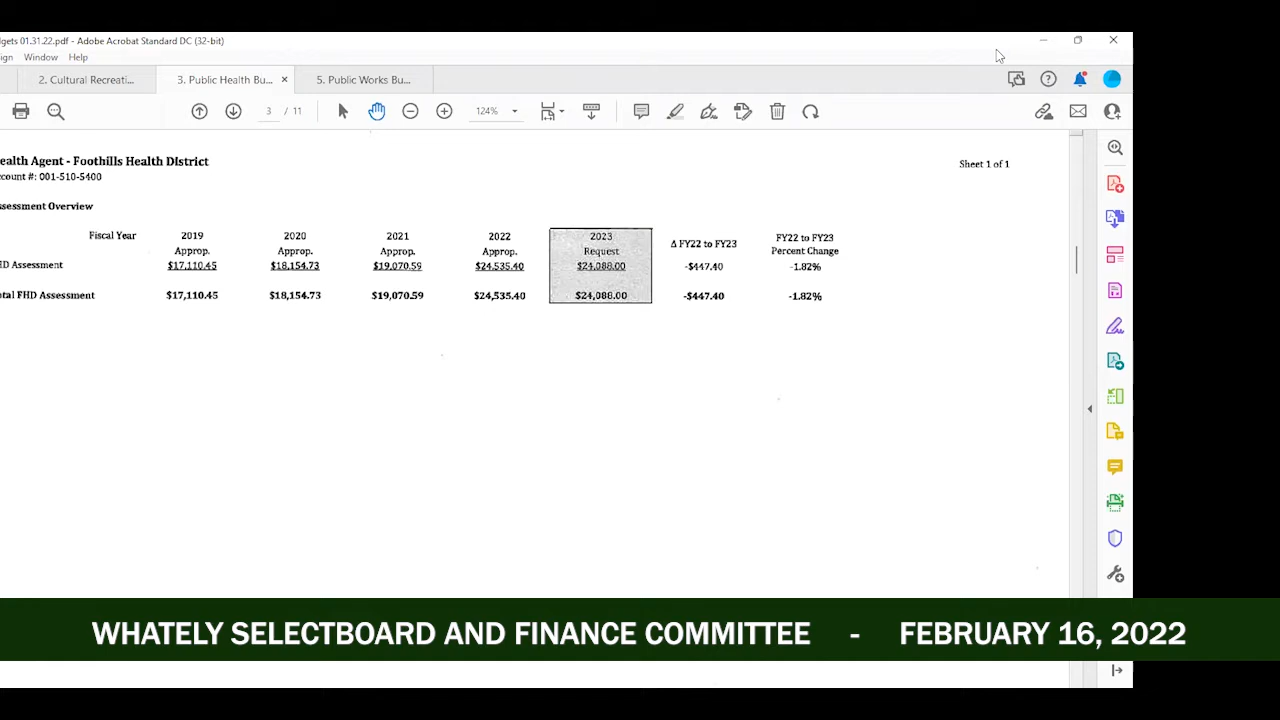 lgets 01.31.22.pdf - Adobe Acrobat Standard DC (32-bit)
ign Window Help
2. Cultural Recreati... 3. Public Health Bu... × 5. Public Works Bu...
3 / 11 124%
ealth Agent - Foothills Health District
Sheet 1 of 1
count #: 001-510-5400
ssessment Overview
Fiscal Year 2019 2020 2021 2022 2023 Δ FY22 to FY23 FY22 to FY23
Approp. Approp. Approp. Approp. Request Percent Change
HD Assessment $17,110.45 $18,154.73 $19,070.59 $24,535.40 $24,088.00 -$447.40 -1.82%
otal FHD Assessment $17,110.45 $18,154.73 $19,070.59 $24,535.40 $24,088.00 -$447.40 -1.82%
WHATELY SELECTBOARD AND FINANCE COMMITTEE - FEBRUARY 16, 2022